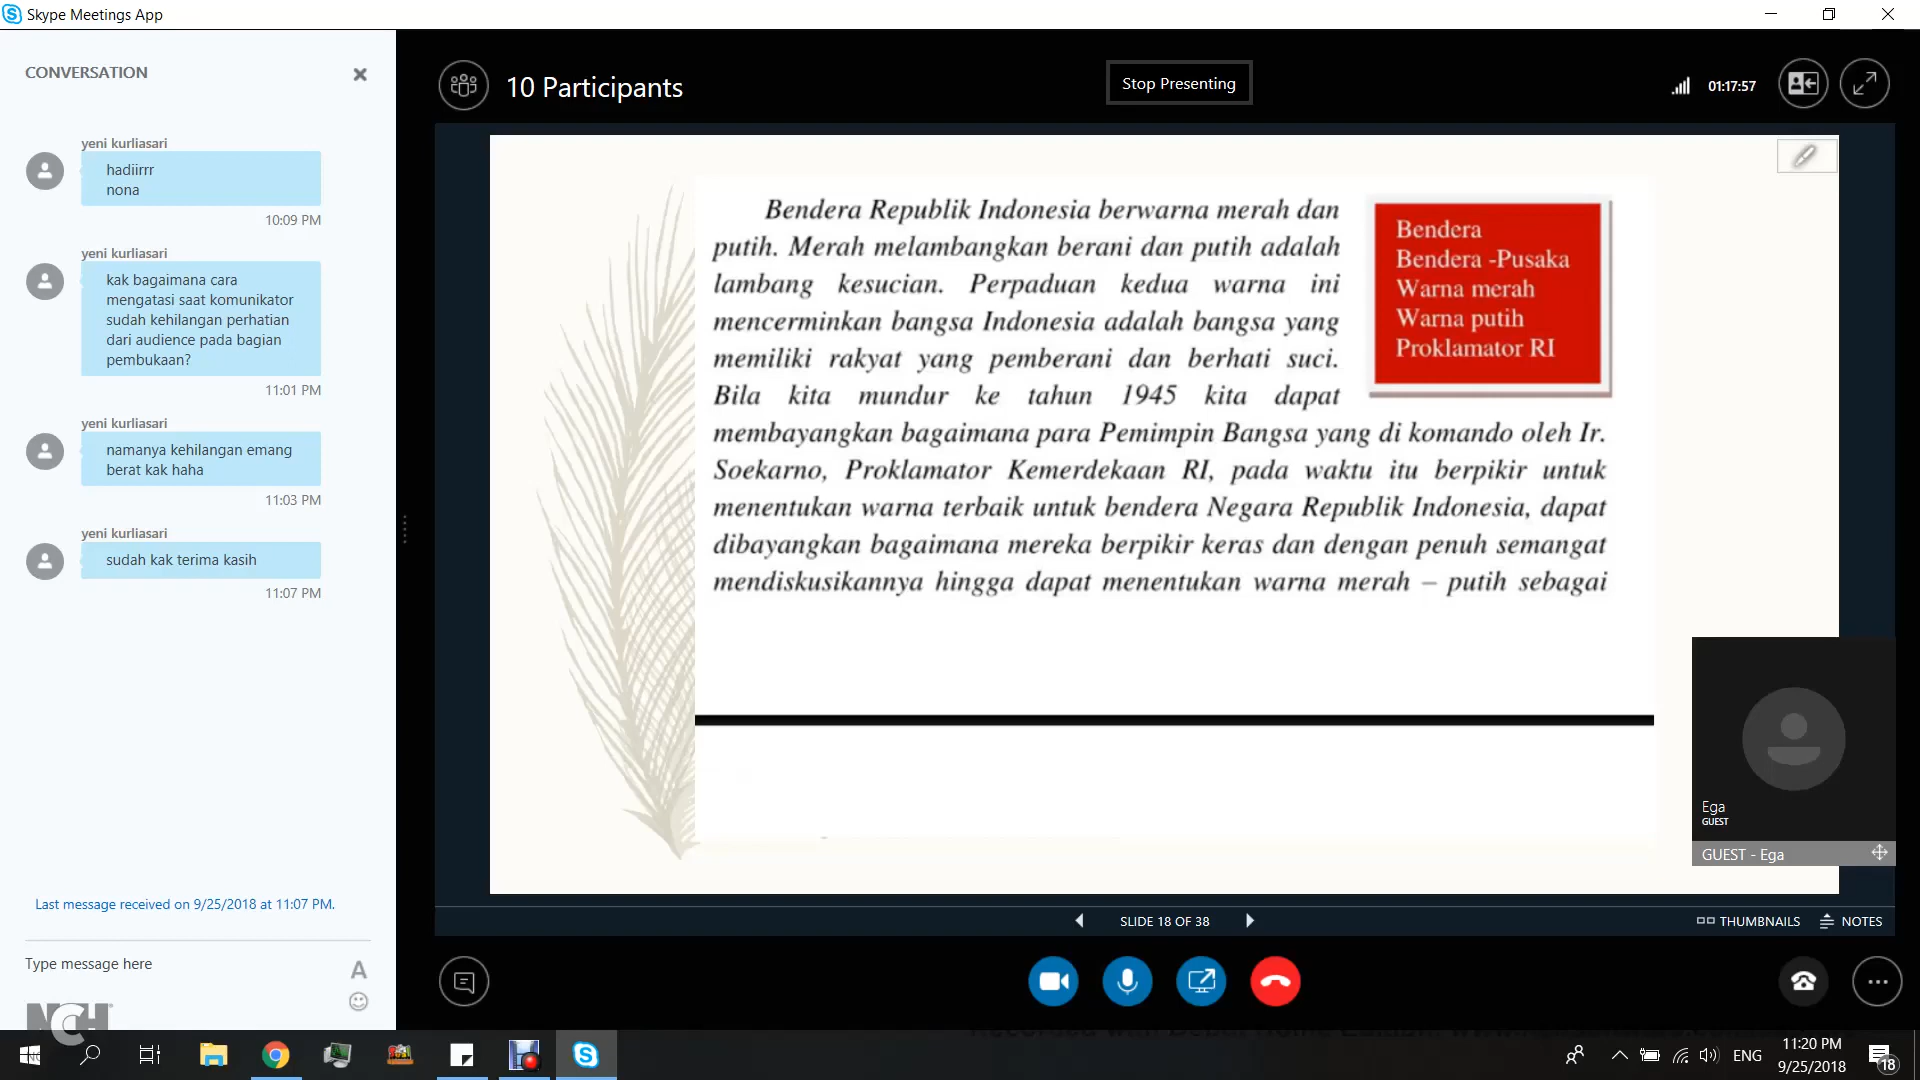 Skype Meetings App
CONVERSATION
yeni kurliasari
hadiirrr
nona
10:09 PM
yeni kurliasari
kak bagaimana cara
mengatasi saat komunikator
sudah kehilangan perhatian
dari audience pada bagian
pembukaan?
11:01 PM
yeni kurliasari
namanya kehilangan emang
berat kak haha
11:03 PM
yeni kurliasari
sudah kak terima kasih
11:07 PM
Last message received on 9/25/2018 at 11:07 PM.
Type message here
A
NCH
10 Participants
Stop Presenting
01:17:57
Bendera Republik Indonesia berwarna merah dan
putih. Merah melambangkan berani dan putih adalah
lambang kesucian. Perpaduan kedua warna ini
mencerminkan bangsa Indonesia adalah bangsa yang
memiliki rakyat yang pemberani dan berhati suci.
Bila kita mundur ke tahun 1945 kita dapat
membayangkan bagaimana para Pemimpin Bangsa yang di komando oleh Ir.
Soekarno, Proklamator Kemerdekaan RI, pada waktu itu berpikir untuk
menentukan warna terbaik untuk bendera Negara Republik Indonesia, dapat
dibayangkan bagaimana mereka berpikir keras dan dengan penuh semangat
mendiskusikannya hingga dapat menentukan warna merah – putih sebagai
Bendera
Bendera -Pusaka
Warna merah
Warna putih
Proklamator RI
Ega
GUEST
GUEST - Ega
SLIDE 18 OF 38
THUMBNAILS
NOTES
ENG
11:20 PM
9/25/2018
18